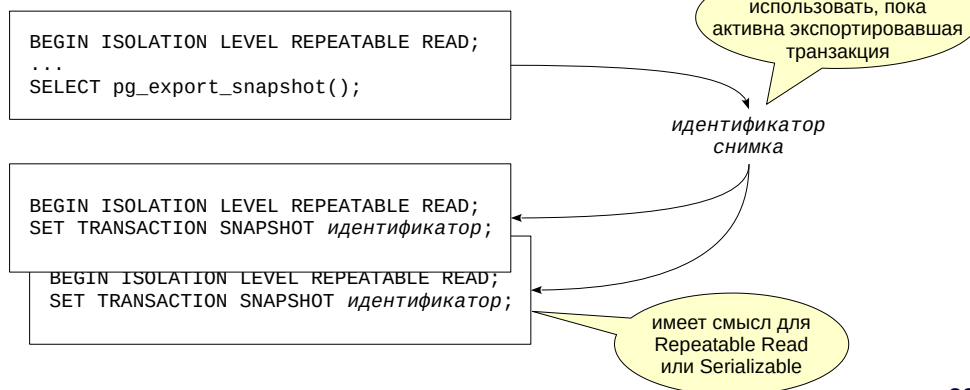 использовать, пока
активна экспортировавшая
транзакция
BEGIN ISOLATION LEVEL REPEATABLE READ;
...
SELECT pg_export_snapshot();
идентификатор
снимка
BEGIN ISOLATION LEVEL REPEATABLE READ;
SET TRANSACTION SNAPSHOT идентификатор;
BEGIN ISOLATION LEVEL REPEATABLE READ;
SET TRANSACTION SNAPSHOT идентификатор;
имеет смысл для
Repeatable Read
или Serializable